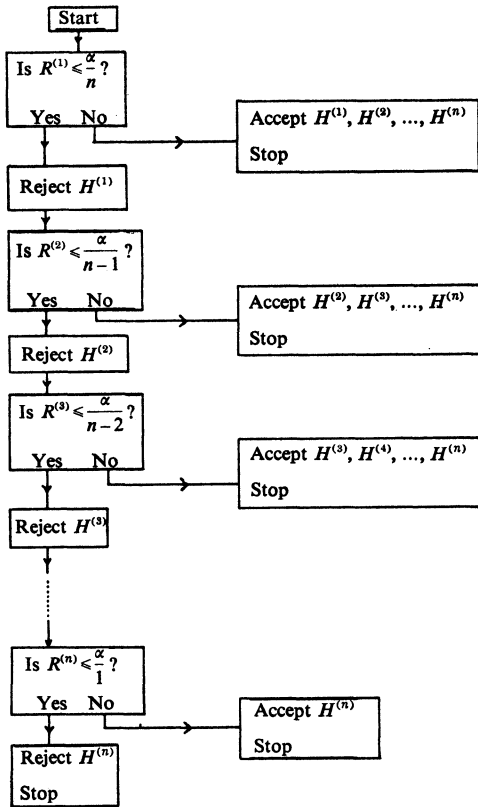 Start
Is R⁽¹⁾ ⩽ α/n ?
Yes No
Accept H⁽¹⁾, H⁽²⁾, ..., H⁽ⁿ⁾
Stop
Reject H⁽¹⁾
Is R⁽²⁾ ⩽ α/(n − 1) ?
Yes No
Accept H⁽²⁾, H⁽³⁾, ..., H⁽ⁿ⁾
Stop
Reject H⁽²⁾
Is R⁽³⁾ ⩽ α/(n−2) ?
Yes No
Accept H⁽³⁾, H⁽⁴⁾, ..., H⁽ⁿ⁾
Stop
Reject H⁽³⁾
Is R⁽ⁿ⁾ ⩽ α/1 ?
Yes No
Accept H⁽ⁿ⁾
Stop
Reject H⁽ⁿ⁾
Stop